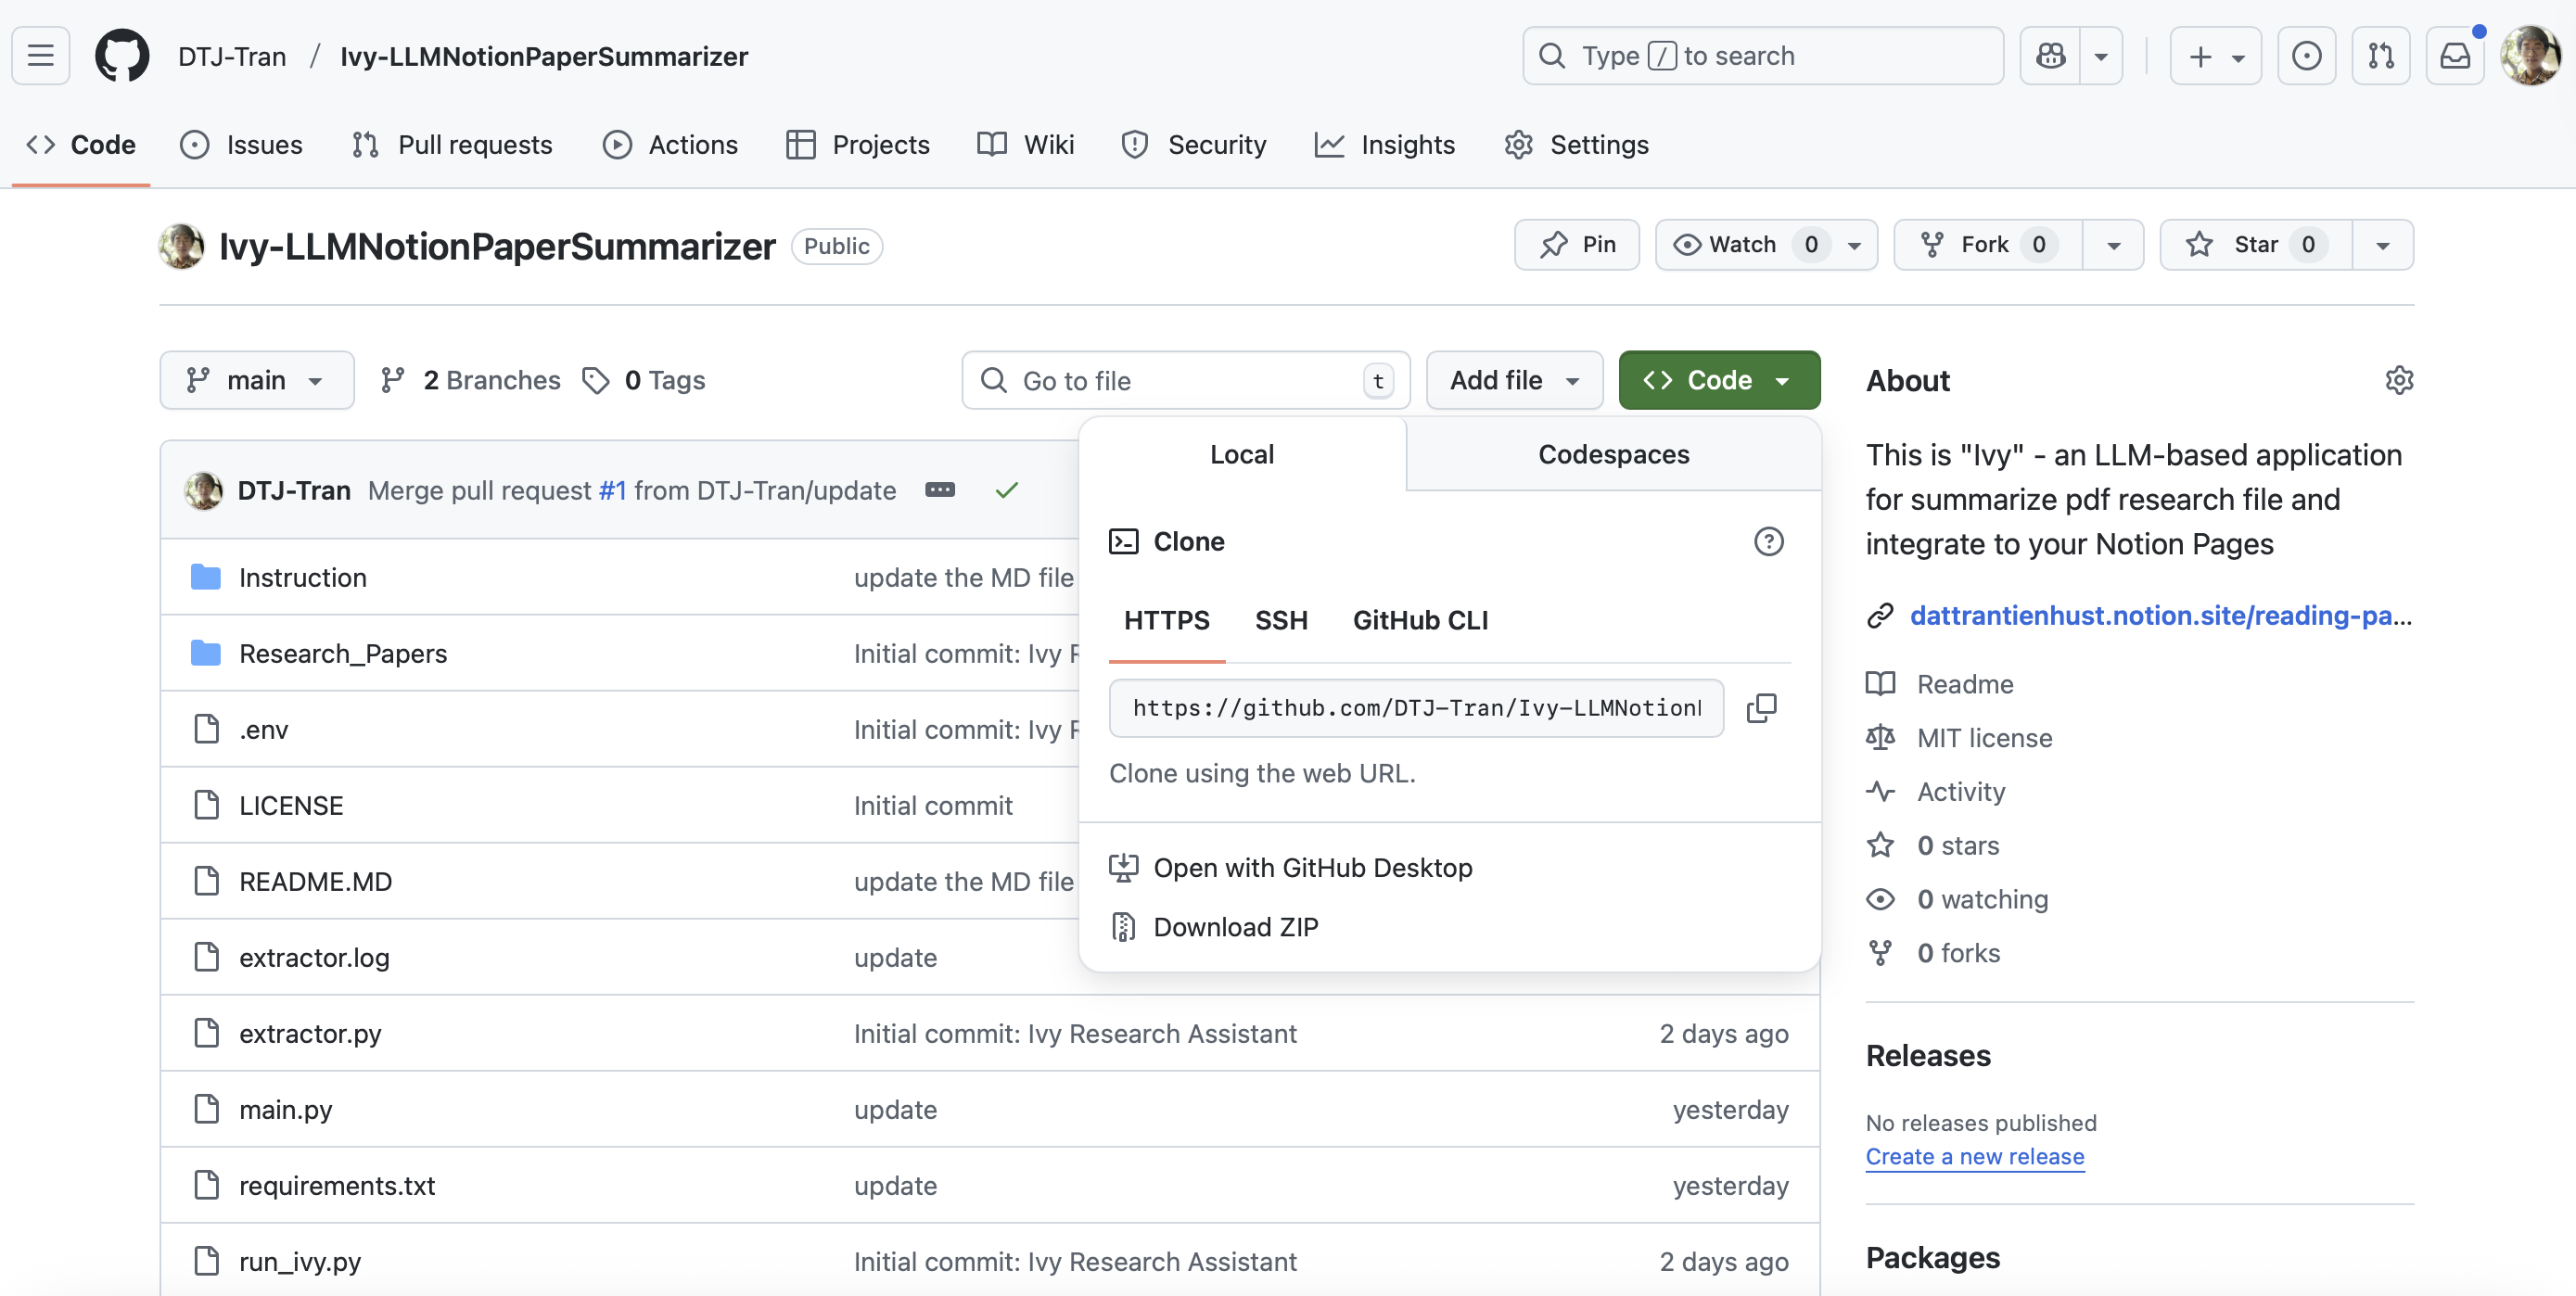 DTJ-Tran / Ivy-LLMNotionPaperSummarizer
Type / to search
Code Issues Pull requests Actions Projects Wiki Security Insights Settings
Ivy-LLMNotionPaperSummarizer Public
Pin Watch 0 Fork 0 Star 0
main 2 Branches 0 Tags Go to file t Add file Code
DTJ-Tran Merge pull request #1 from DTJ-Tran/update
Instruction update the MD file
Research_Papers Initial commit: Ivy
.env Initial commit: Ivy
LICENSE Initial commit
README.MD update the MD file
extractor.log update
extractor.py Initial commit: Ivy Research Assistant 2 days ago
main.py update yesterday
requirements.txt update yesterday
run_ivy.py Initial commit: Ivy Research Assistant 2 days ago
Local Codespaces
Clone
HTTPS SSH GitHub CLI
https://github.com/DTJ-Tran/Ivy-LLMNotion
Clone using the web URL.
Open with GitHub Desktop
Download ZIP
About
This is "Ivy" - an LLM-based application
for summarize pdf research file and
integrate to your Notion Pages
dattrantienhust.notion.site/reading-pa...
Readme
MIT license
Activity
0 stars
0 watching
0 forks
Releases
No releases published
Create a new release
Packages